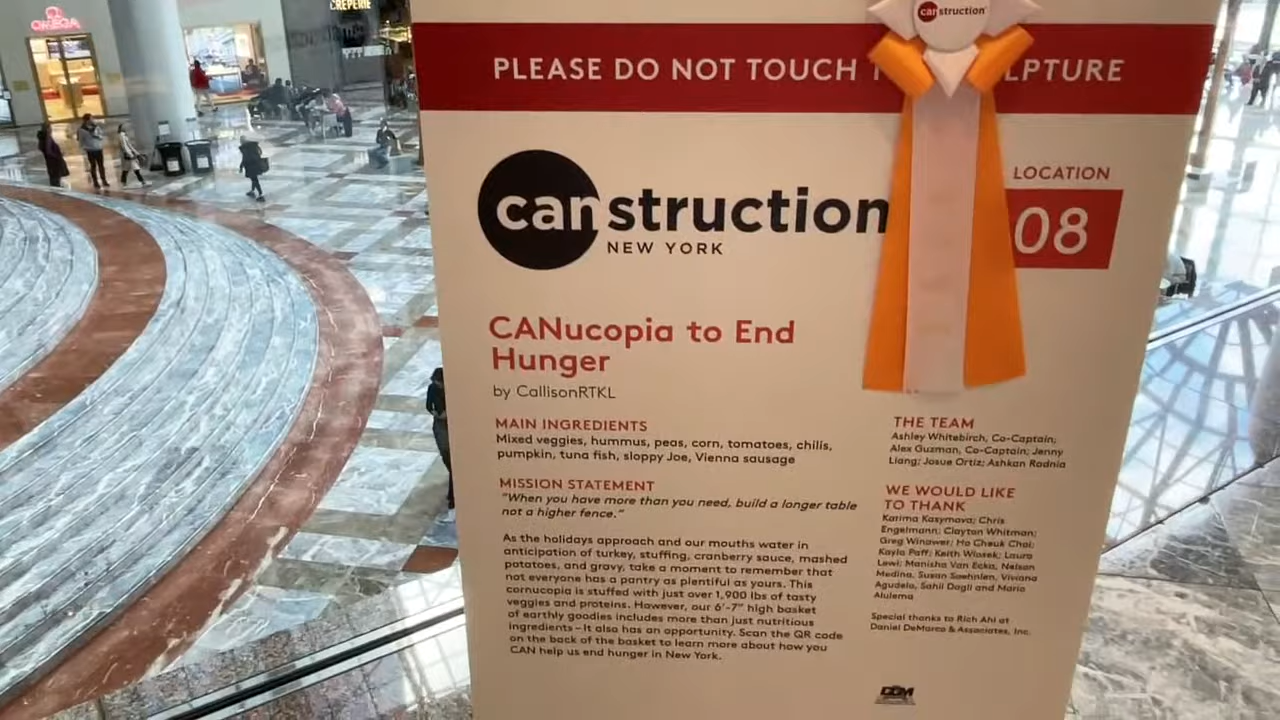 OMEGA
CREPERIE
canstruction
PLEASE DO NOT TOUCH T LPTURE
canstruction
NEW YORK
LOCATION
08
CANucopia to End
Hunger
by CallisonRTKL
MAIN INGREDIENTS
Mixed veggies, hummus, peas, corn, tomatoes, chilis,
pumpkin, tuna fish, sloppy Joe, Vienna sausage
MISSION STATEMENT
"When you have more than you need, build a longer table
not a higher fence."
As the holidays approach and our mouths water in
anticipation of turkey, stuffing, cranberry sauce, mashed
potatoes, and gravy, take a moment to remember that
not everyone has a pantry as plentiful as yours. This
cornucopia is stuffed with just over 1,900 lbs of tasty
veggies and proteins. However, our 6'-7" high basket
of earthly goodies includes more than just nutritious
ingredients – It also has an opportunity. Scan the QR code
on the back of the basket to learn more about how you
CAN help us end hunger in New York.
THE TEAM
Ashley Whitebirch, Co-Captain;
Alex Guzman, Co-Captain; Jenny
Liang; Josue Ortiz; Ashkan Radnia
WE WOULD LIKE
TO THANK
Karima Kasymova; Chris
Engelmann; Clayton Whitman;
Greg Winawer; Ho Cheuk Choi;
Kayla Paff; Keith Wlosek; Laura
Lewi; Manisha Van Ecka, Nelson
Medina, Susan Soehnlen, Viviana
Agudelo, Sahil Dagli and Mario
Alulema
Special thanks to Rich Ahl at
Daniel DeMarco & Associates, Inc.
DDM